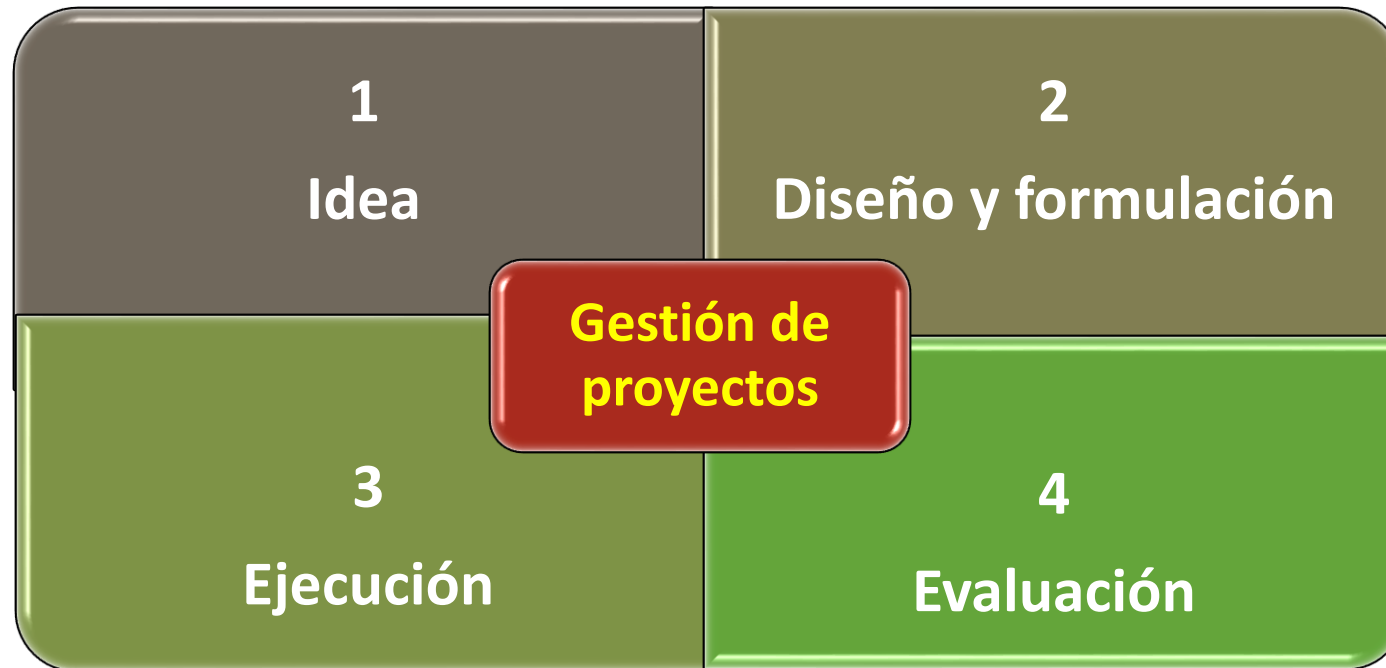 1
Idea
2
Diseño y formulación
Gestión de
proyectos
3
Ejecución
4
Evaluación